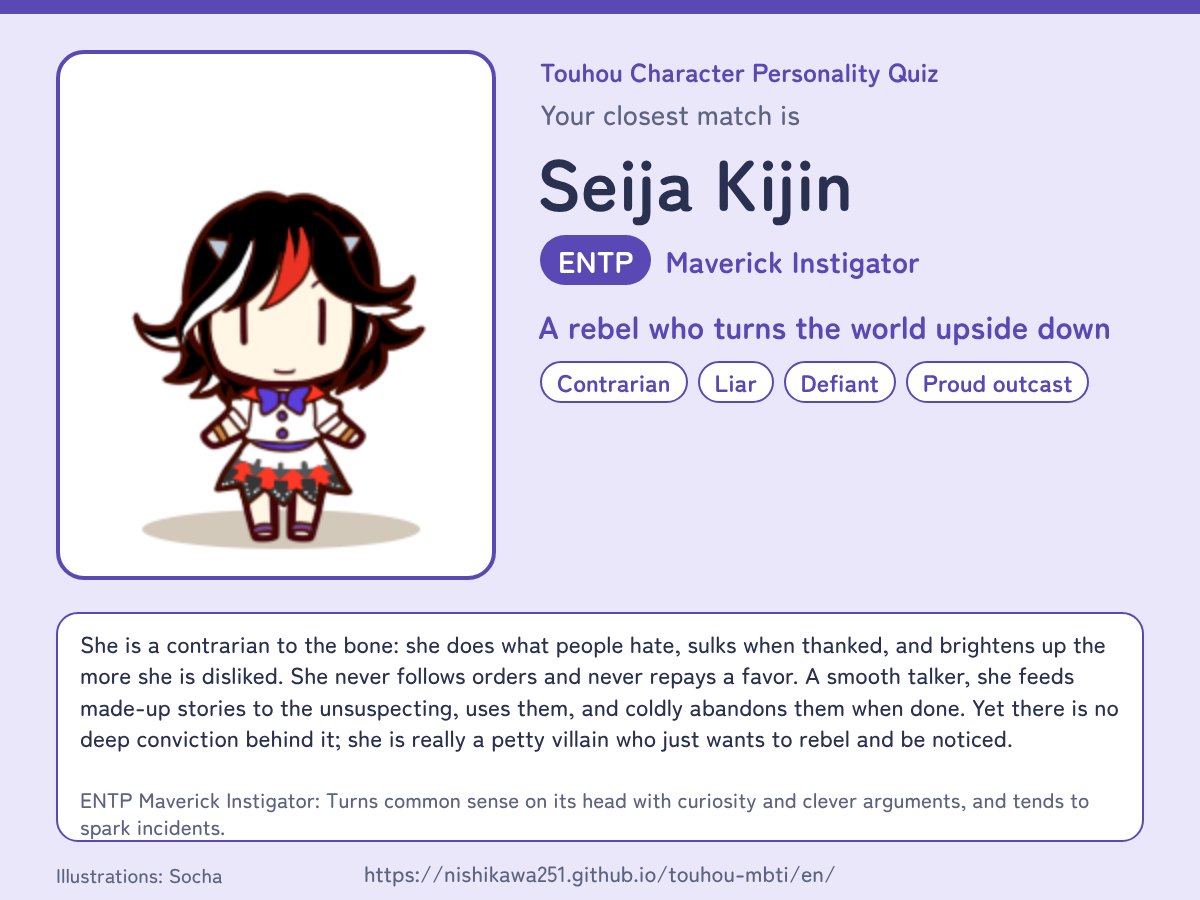 Touhou Character Personality Quiz
Your closest match is
Seija Kijin
ENTP Maverick Instigator
A rebel who turns the world upside down
Contrarian Liar Defiant Proud outcast
She is a contrarian to the bone: she does what people hate, sulks when thanked, and brightens up the
more she is disliked. She never follows orders and never repays a favor. A smooth talker, she feeds
made-up stories to the unsuspecting, uses them, and coldly abandons them when done. Yet there is no
deep conviction behind it; she is really a petty villain who just wants to rebel and be noticed.
ENTP Maverick Instigator: Turns common sense on its head with curiosity and clever arguments, and tends to
spark incidents.
Illustrations: Socha
https://nishikawa251.github.io/touhou-mbti/en/